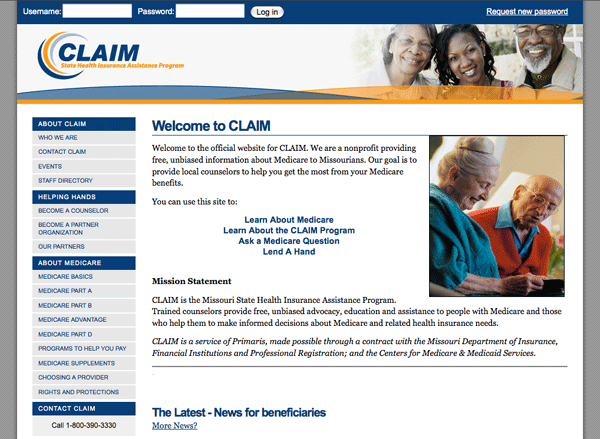 Username: Password: Log in Request new password
CLAIM
State Health Insurance Assistance Program
ABOUT CLAIM
WHO WE ARE
CONTACT CLAIM
EVENTS
STAFF DIRECTORY
HELPING HANDS
BECOME A COUNSELOR
BECOME A PARTNER
ORGANIZATION
OUR PARTNERS
ABOUT MEDICARE
MEDICARE BASICS
MEDICARE PART A
MEDICARE PART B
MEDICARE ADVANTAGE
MEDICARE PART D
PROGRAMS TO HELP YOU PAY
MEDICARE SUPPLEMENTS
CHOOSING A PROVIDER
RIGHTS AND PROTECTIONS
CONTACT CLAIM
Call 1-800-390-3330
Welcome to CLAIM
Welcome to the official website for CLAIM. We are a nonprofit providing
free, unbiased information about Medicare to Missourians. Our goal is to
provide local counselors to help you get the most from your Medicare
benefits.
You can use this site to:
Learn About Medicare
Learn About the CLAIM Program
Ask a Medicare Question
Lend A Hand
Mission Statement
CLAIM is the Missouri State Health Insurance Assistance Program.
Trained counselors provide free, unbiased advocacy, education and assistance to people with Medicare and those
who help them to make informed decisions about Medicare and related health insurance needs.
CLAIM is a service of Primaris, made possible through a contract with the Missouri Department of Insurance,
Financial Institutions and Professional Registration; and the Centers for Medicare & Medicaid Services.
The Latest - News for beneficiaries
More News?